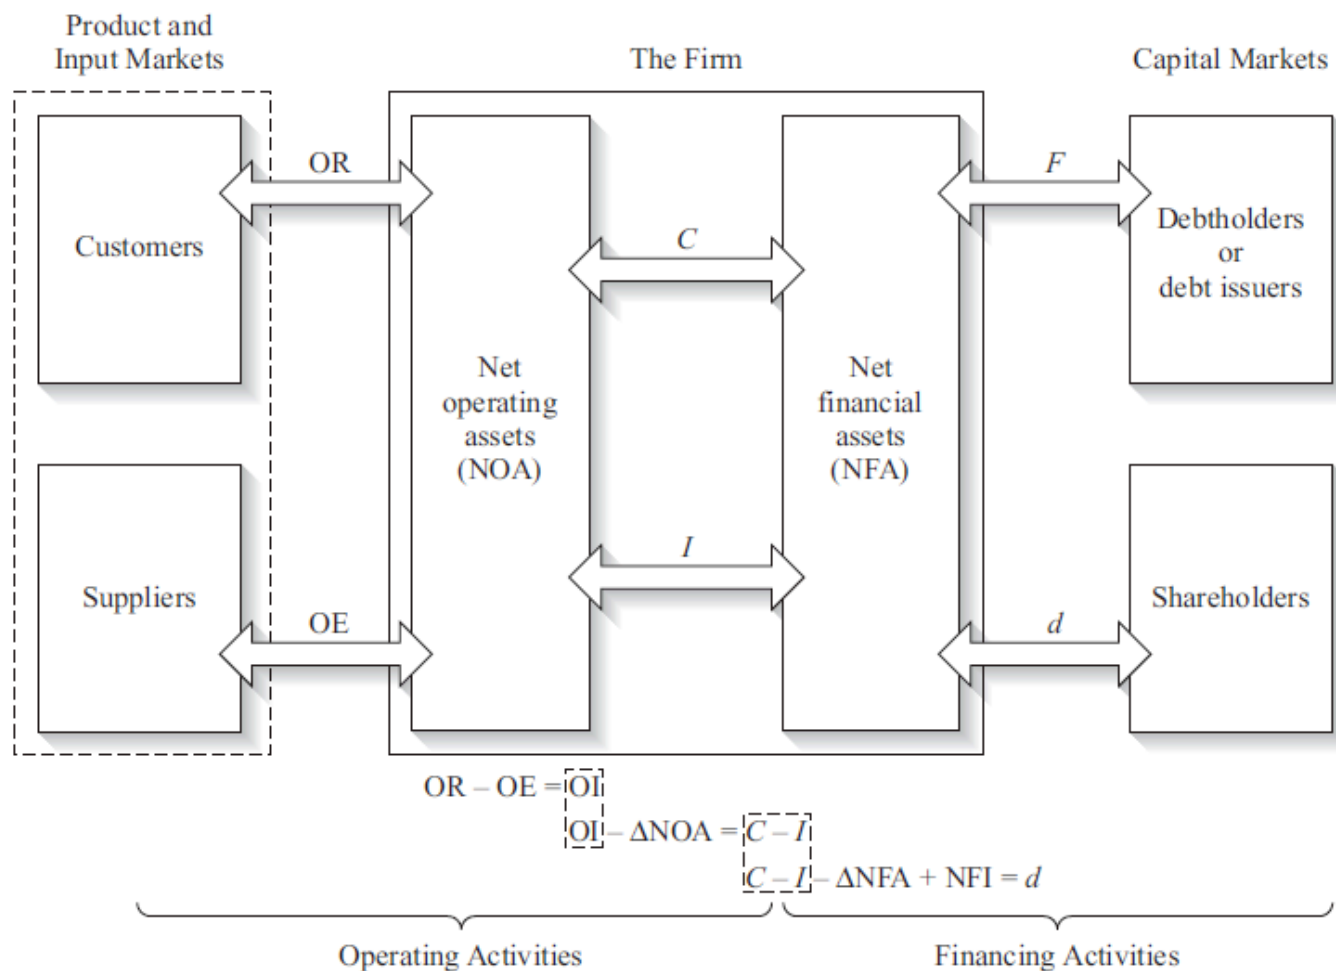 Product and
Input Markets
The Firm
Capital Markets
OR
F
Customers
C
Debtholders
or
debt issuers
Net
operating
assets
(NOA)
Net
financial
assets
(NFA)
I
Suppliers
Shareholders
OE
d
OR – OE = OI
OI – ΔNOA = C – I
C – I – ΔNFA + NFI = d
Operating Activities
Financing Activities